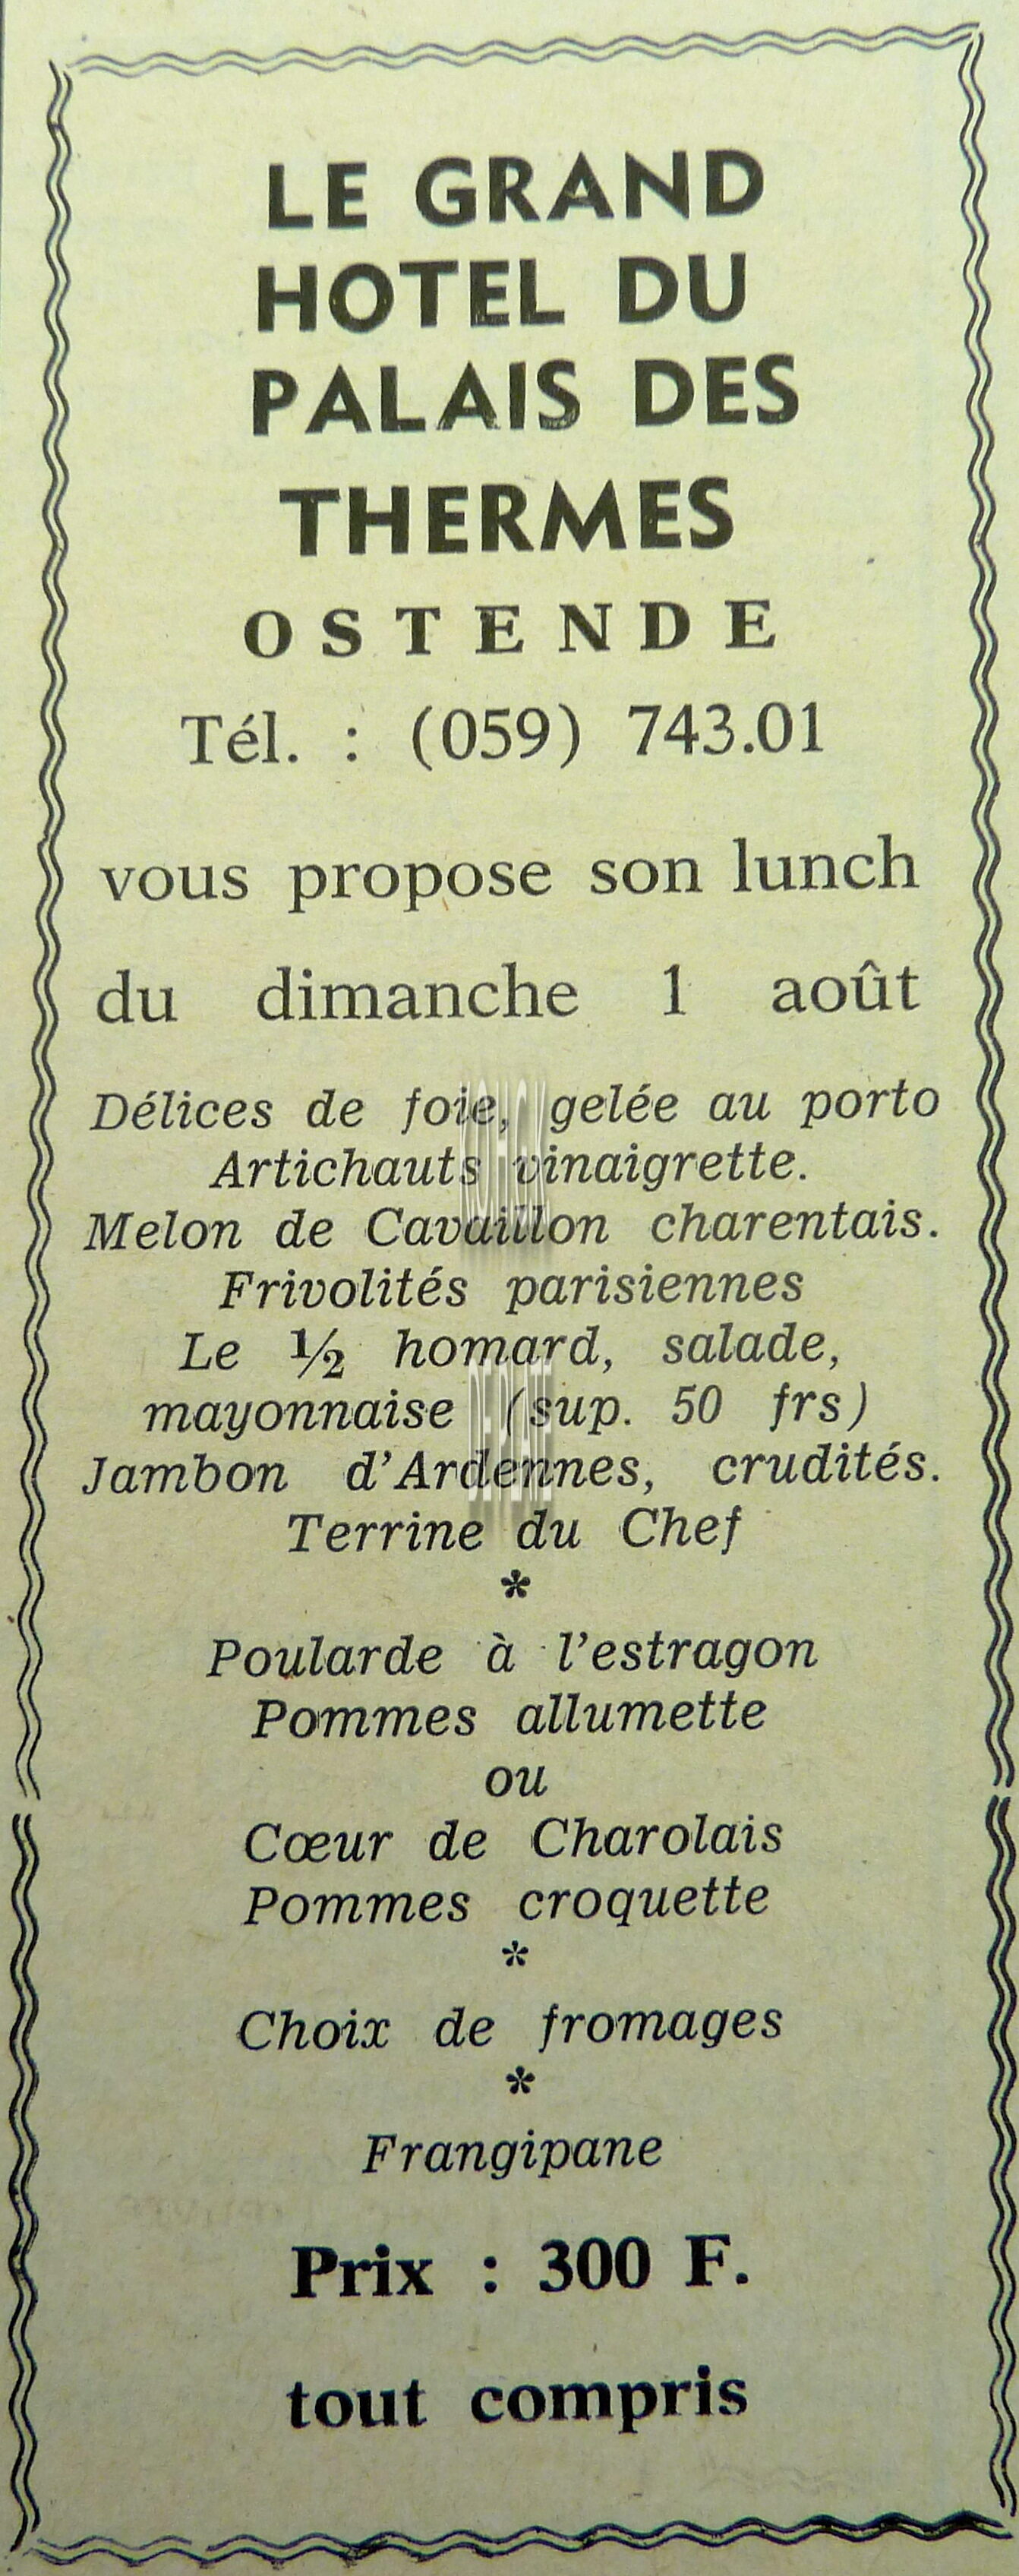 LE GRAND
HOTEL DU
PALAIS DES
THERMES
OSTENDE
Tél. : (059) 743.01
vous propose son lunch
du dimanche 1 août
Délices de foie, gelée au porto
Artichauts vinaigrette.
Melon de Cavaillon charentais.
Frivolités parisiennes
Le ½ homard, salade,
mayonnaise (sup. 50 frs)
Jambon d'Ardennes, crudités.
Terrine du Chef
*
Poularde à l'estragon
Pommes allumette
ou
Cœur de Charolais
Pommes croquette
*
Choix de fromages
*
Frangipane
Prix : 300 F.
tout compris